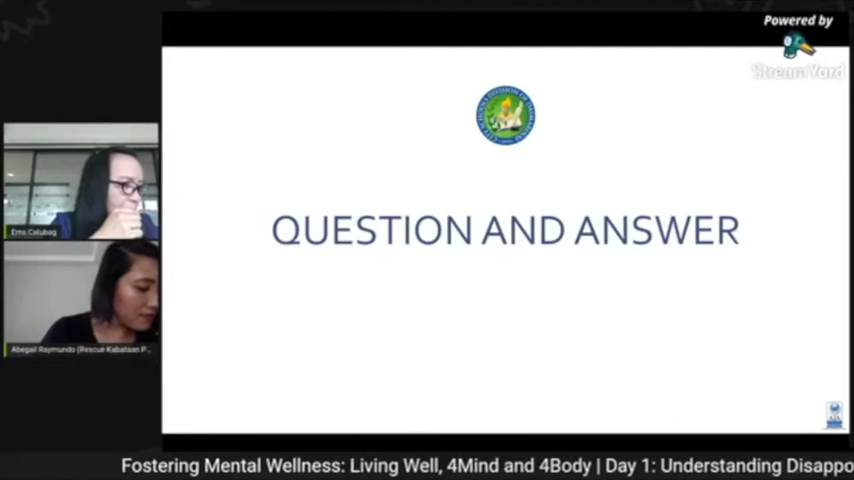 Powered by
StreamYard
QUESTION AND ANSWER
Ems Calubag
Abegail Raymundo (Rescue Kabataan P...
Fostering Mental Wellness: Living Well, 4Mind and 4Body | Day 1: Understanding Disappo